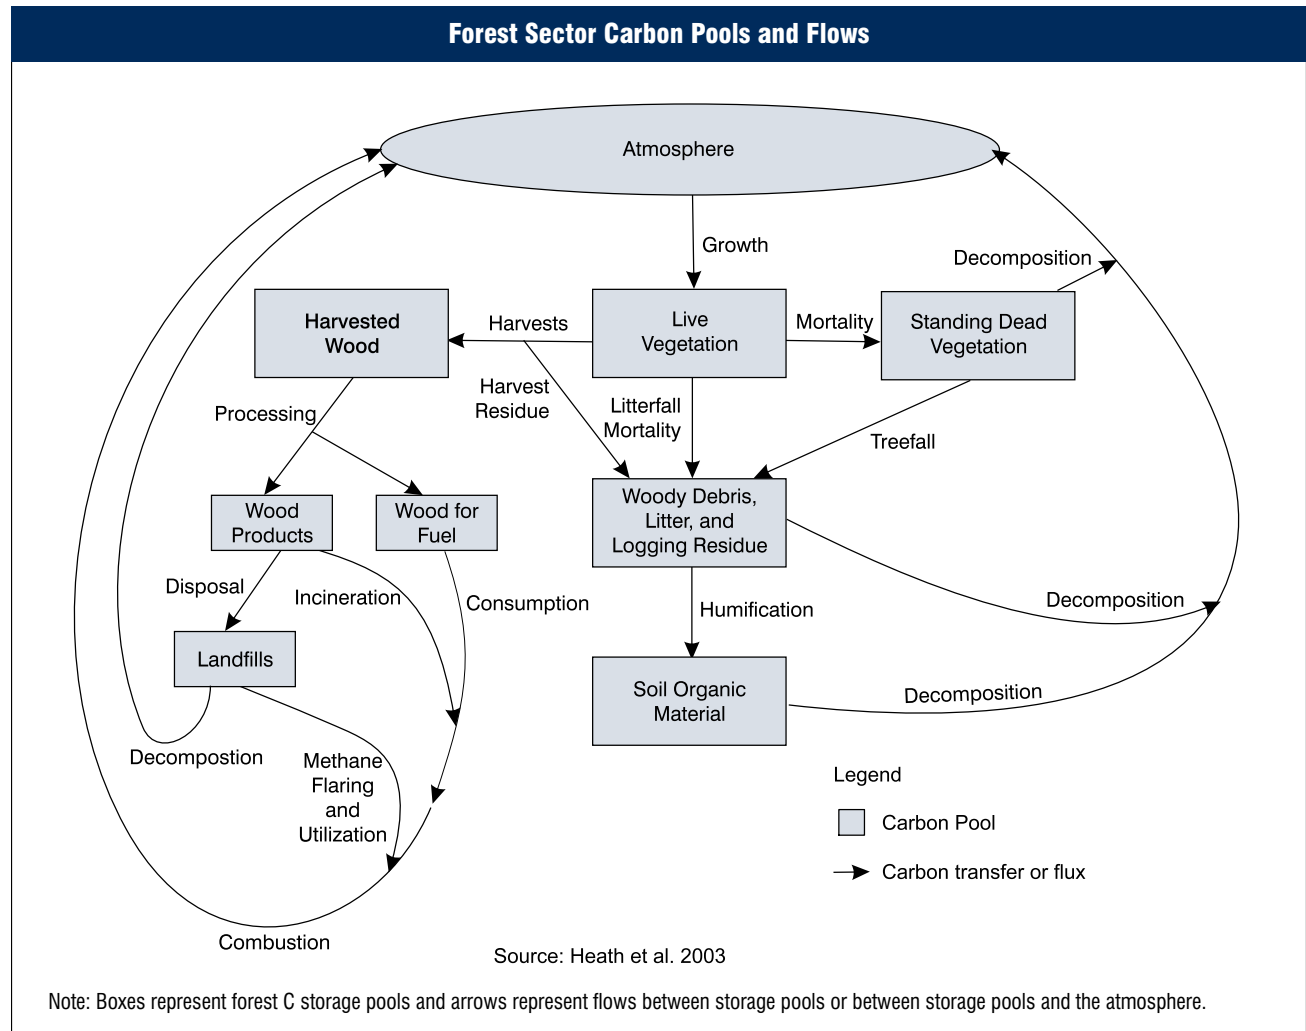 Forest Sector Carbon Pools and Flows
Atmosphere
Growth
Decomposition
Harvested
Wood
Harvests
Live
Vegetation
Mortality
Standing Dead
Vegetation
Harvest
Residue
Litterfall
Mortality
Treefall
Processing
Wood
Products
Wood for
Fuel
Woody Debris,
Litter, and
Logging Residue
Disposal
Incineration
Consumption
Humification
Decomposition
Landfills
Soil Organic
Material
Decomposition
Decompostion
Methane
Flaring
and
Utilization
Combustion
Legend
Carbon Pool
Carbon transfer or flux
Source: Heath et al. 2003
Note: Boxes represent forest C storage pools and arrows represent flows between storage pools or between storage pools and the atmosphere.